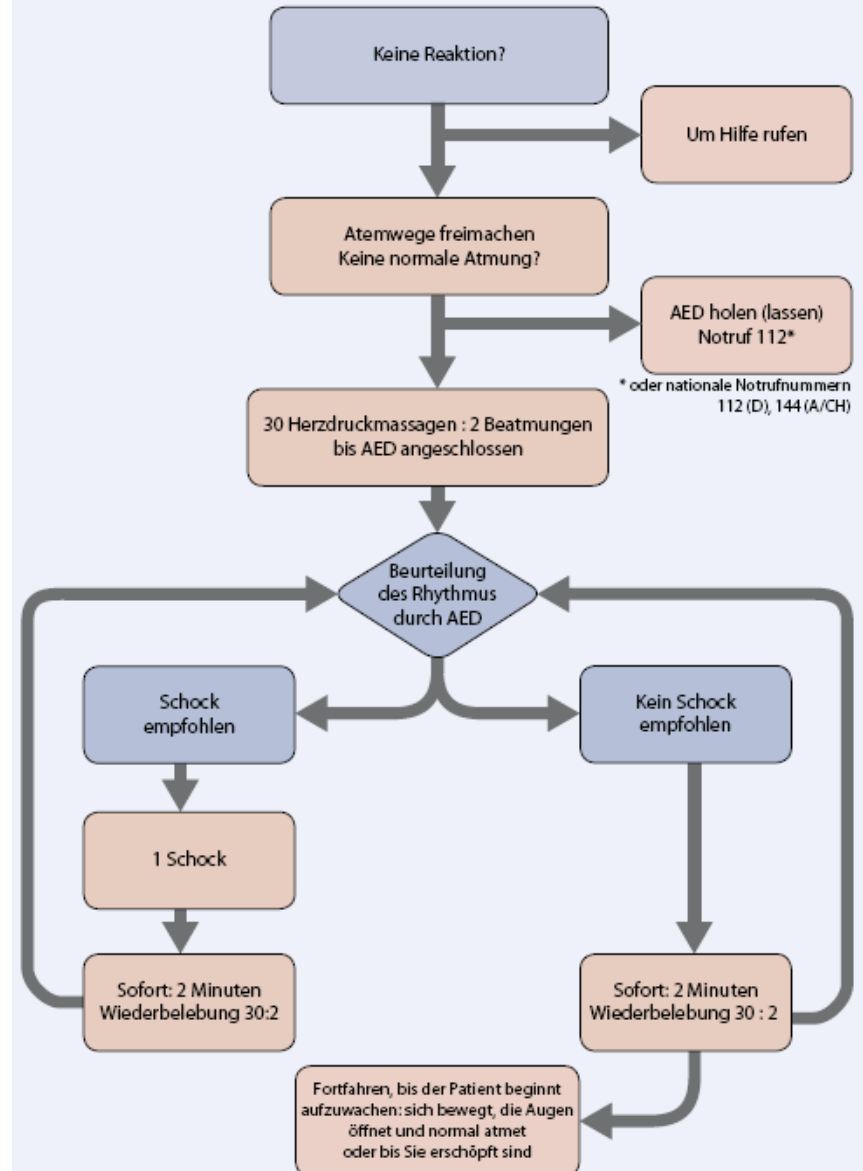 Keine Reaktion?
Um Hilfe rufen
Atemwege freimachen
Keine normale Atmung?
AED holen (lassen)
Notruf 112*
* oder nationale Notrufnummern
112 (D), 144 (A/CH)
30 Herzdruckmassagen : 2 Beatmungen
bis AED angeschlossen
Beurteilung
des Rhythmus
durch AED
Schock
empfohlen
Kein Schock
empfohlen
1 Schock
Sofort: 2 Minuten
Wiederbelebung 30:2
Sofort: 2 Minuten
Wiederbelebung 30 : 2
Fortfahren, bis der Patient beginnt
aufzuwachen: sich bewegt, die Augen
öffnet und normal atmet
oder bis Sie erschöpft sind